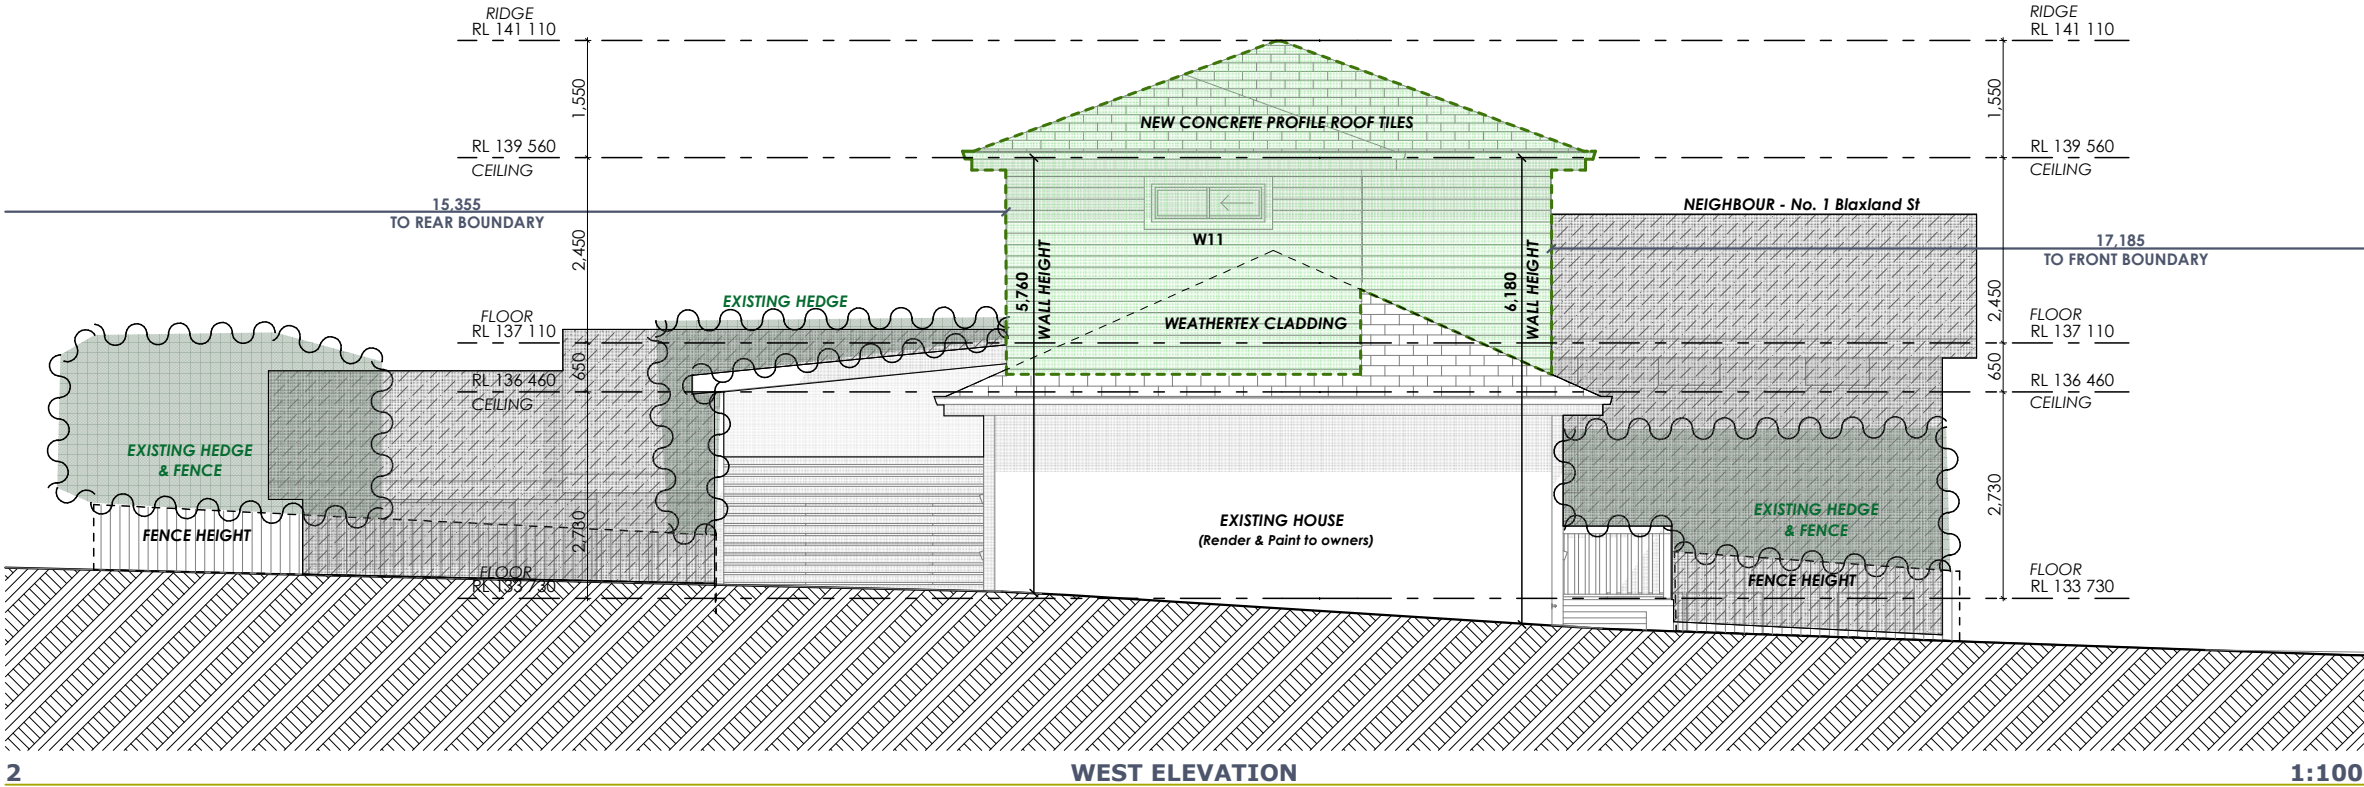 RIDGE
RL 141 110
RIDGE
RL 141 110
1,550
1,550
NEW CONCRETE PROFILE ROOF TILES
RL 139 560
CEILING
RL 139 560
CEILING
15,355
TO REAR BOUNDARY
NEIGHBOUR - No. 1 Blaxland St
W11
17,185
TO FRONT BOUNDARY
2,450
5,760
WALL HEIGHT
6,180
WALL HEIGHT
2,450
EXISTING HEDGE
FLOOR
RL 137 110
WEATHERTEX CLADDING
FLOOR
RL 137 110
650
650
RL 136 460
CEILING
RL 136 460
CEILING
EXISTING HEDGE
& FENCE
2,730
2,730
EXISTING HOUSE
(Render & Paint to owners)
EXISTING HEDGE
& FENCE
FENCE HEIGHT
FENCE HEIGHT
FLOOR
RL 133 730
FLOOR
RL 133 730
2
WEST ELEVATION
1:100